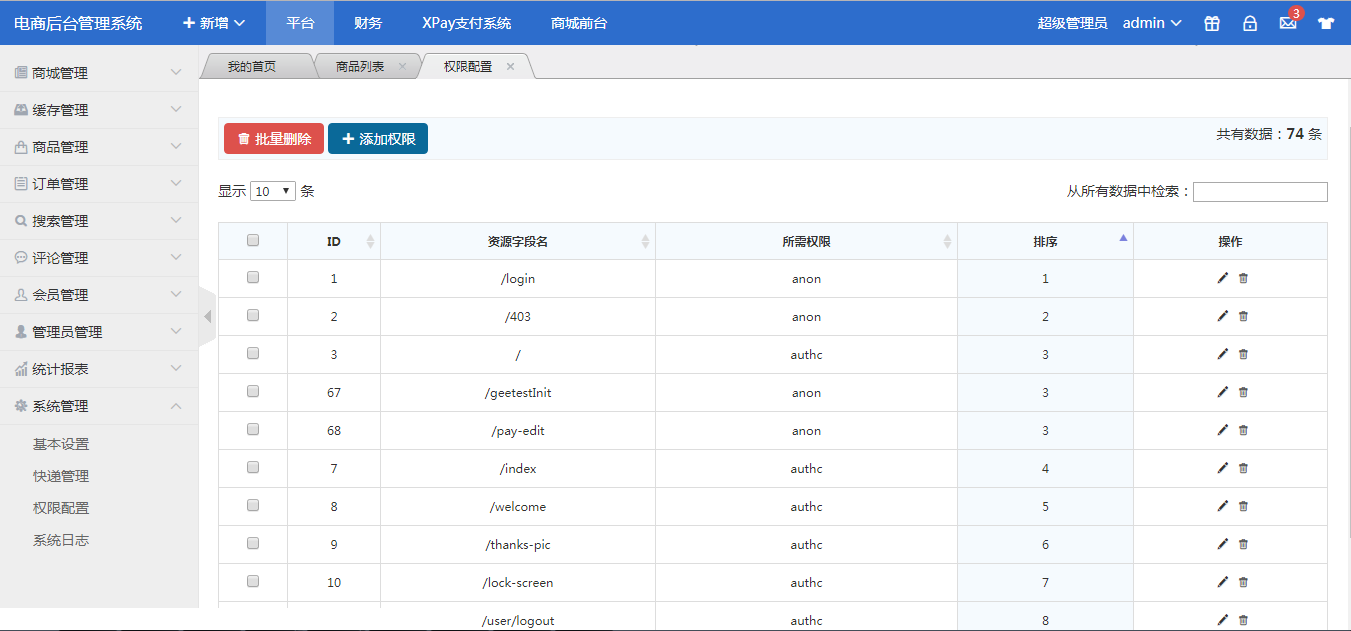 电商后台管理系统 新增 平台 财务 XPay支付系统 商城前台 超级管理员 admin 3
商城管理
缓存管理
商品管理
订单管理
搜索管理
评论管理
会员管理
管理员管理
统计报表
系统管理
基本设置
快递管理
权限配置
系统日志
我的首页 商品列表 权限配置
批量删除 添加权限 共有数据：74 条
显示 10 条 从所有数据中检索：
ID 资源字段名 所需权限 排序 操作
1 /login anon 1
2 /403 anon 2
3 / authc 3
67 /geetestInit anon 3
68 /pay-edit anon 3
7 /index authc 4
8 /welcome authc 5
9 /thanks-pic authc 6
10 /lock-screen authc 7
/user/logout authc 8